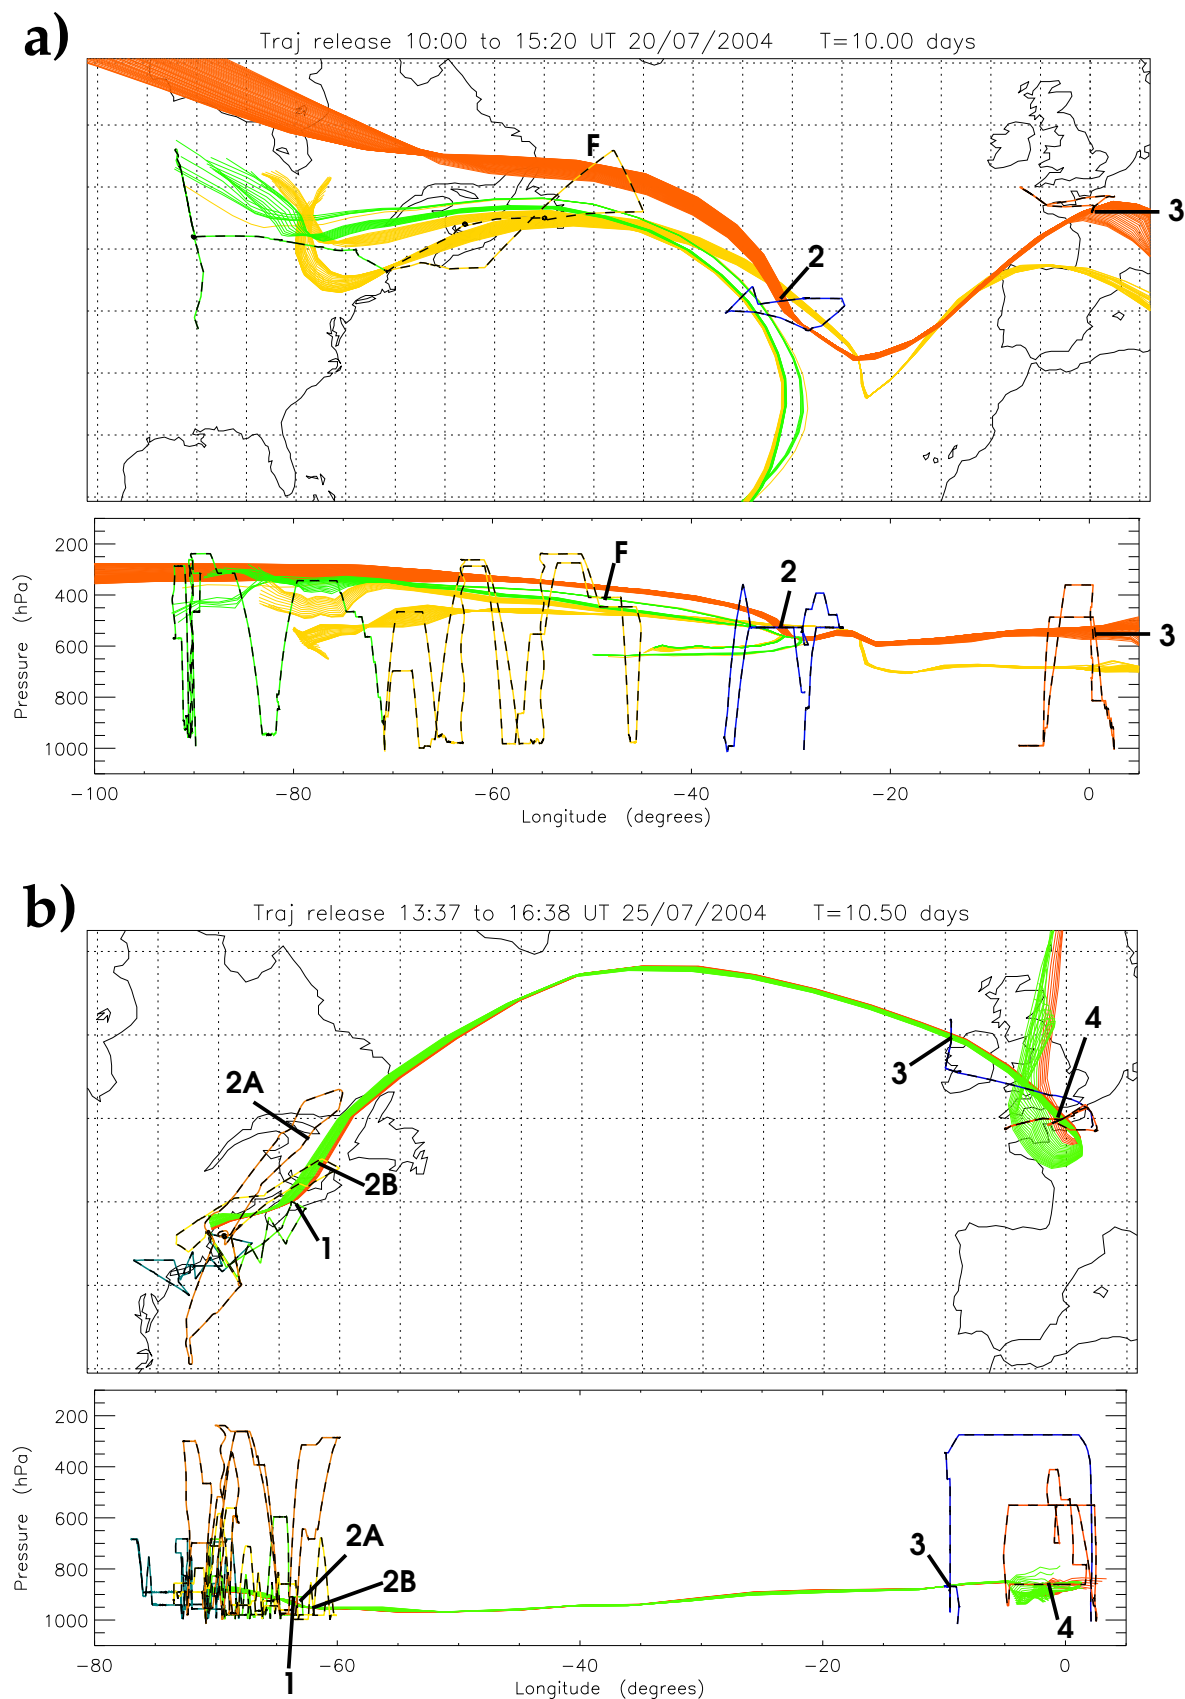 a)
Traj release 10:00 to 15:20 UT 20/07/2004 T=10.00 days
F
3
2
200
400
600
800
1000
Pressure (hPa)
F
2
3
−100 −80 −60 −40 −20 0
Longitude (degrees)
b)
Traj release 13:37 to 16:38 UT 25/07/2004 T=10.50 days
4
3
2A
2B
1
200
400
600
800
1000
Pressure (hPa)
2A
3
2B
4
1
−80 −60 −40 −20 0
Longitude (degrees)